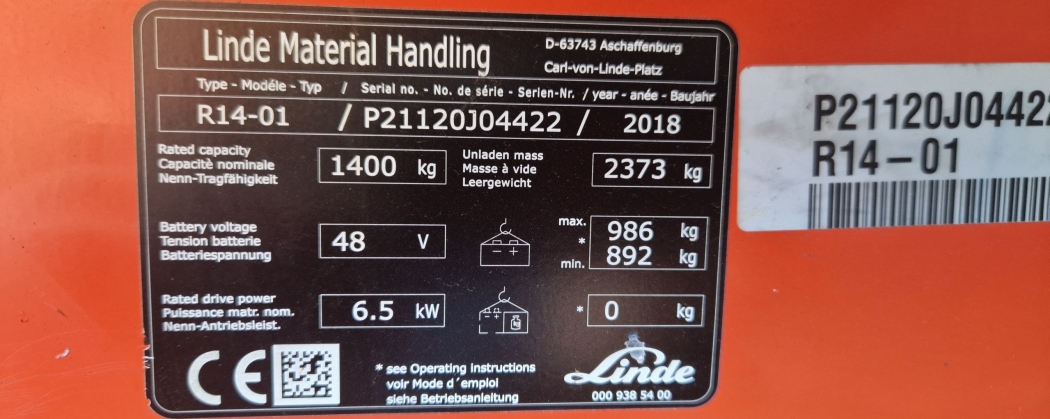 Linde Material Handling
D-63743 Aschaffenburg
Carl-von-Linde-Platz
Type - Modéle - Typ / Serial no. - No. de série - Serien-Nr. / year - anée - Baujahr
R14-01 / P21120J04422 / 2018
Rated capacity
Capacitè nominale
Nenn-Tragfähigkeit
1400 kg
Unladen mass
Masse à vide
Leergewicht
2373 kg
Battery voltage
Tension batterie
Batteriespannung
48 V
- +
max.
*
min.
986 kg
892 kg
Rated drive power
Puissance matr. nom.
Nenn-Antriebsleist.
6.5 kW
- +
kg
* 0 kg
CE
* see Operating instructions
voir Mode d´emploi
siehe Betriebsanleitung
Linde
000 938 54 00
P21120J0442
R14-01